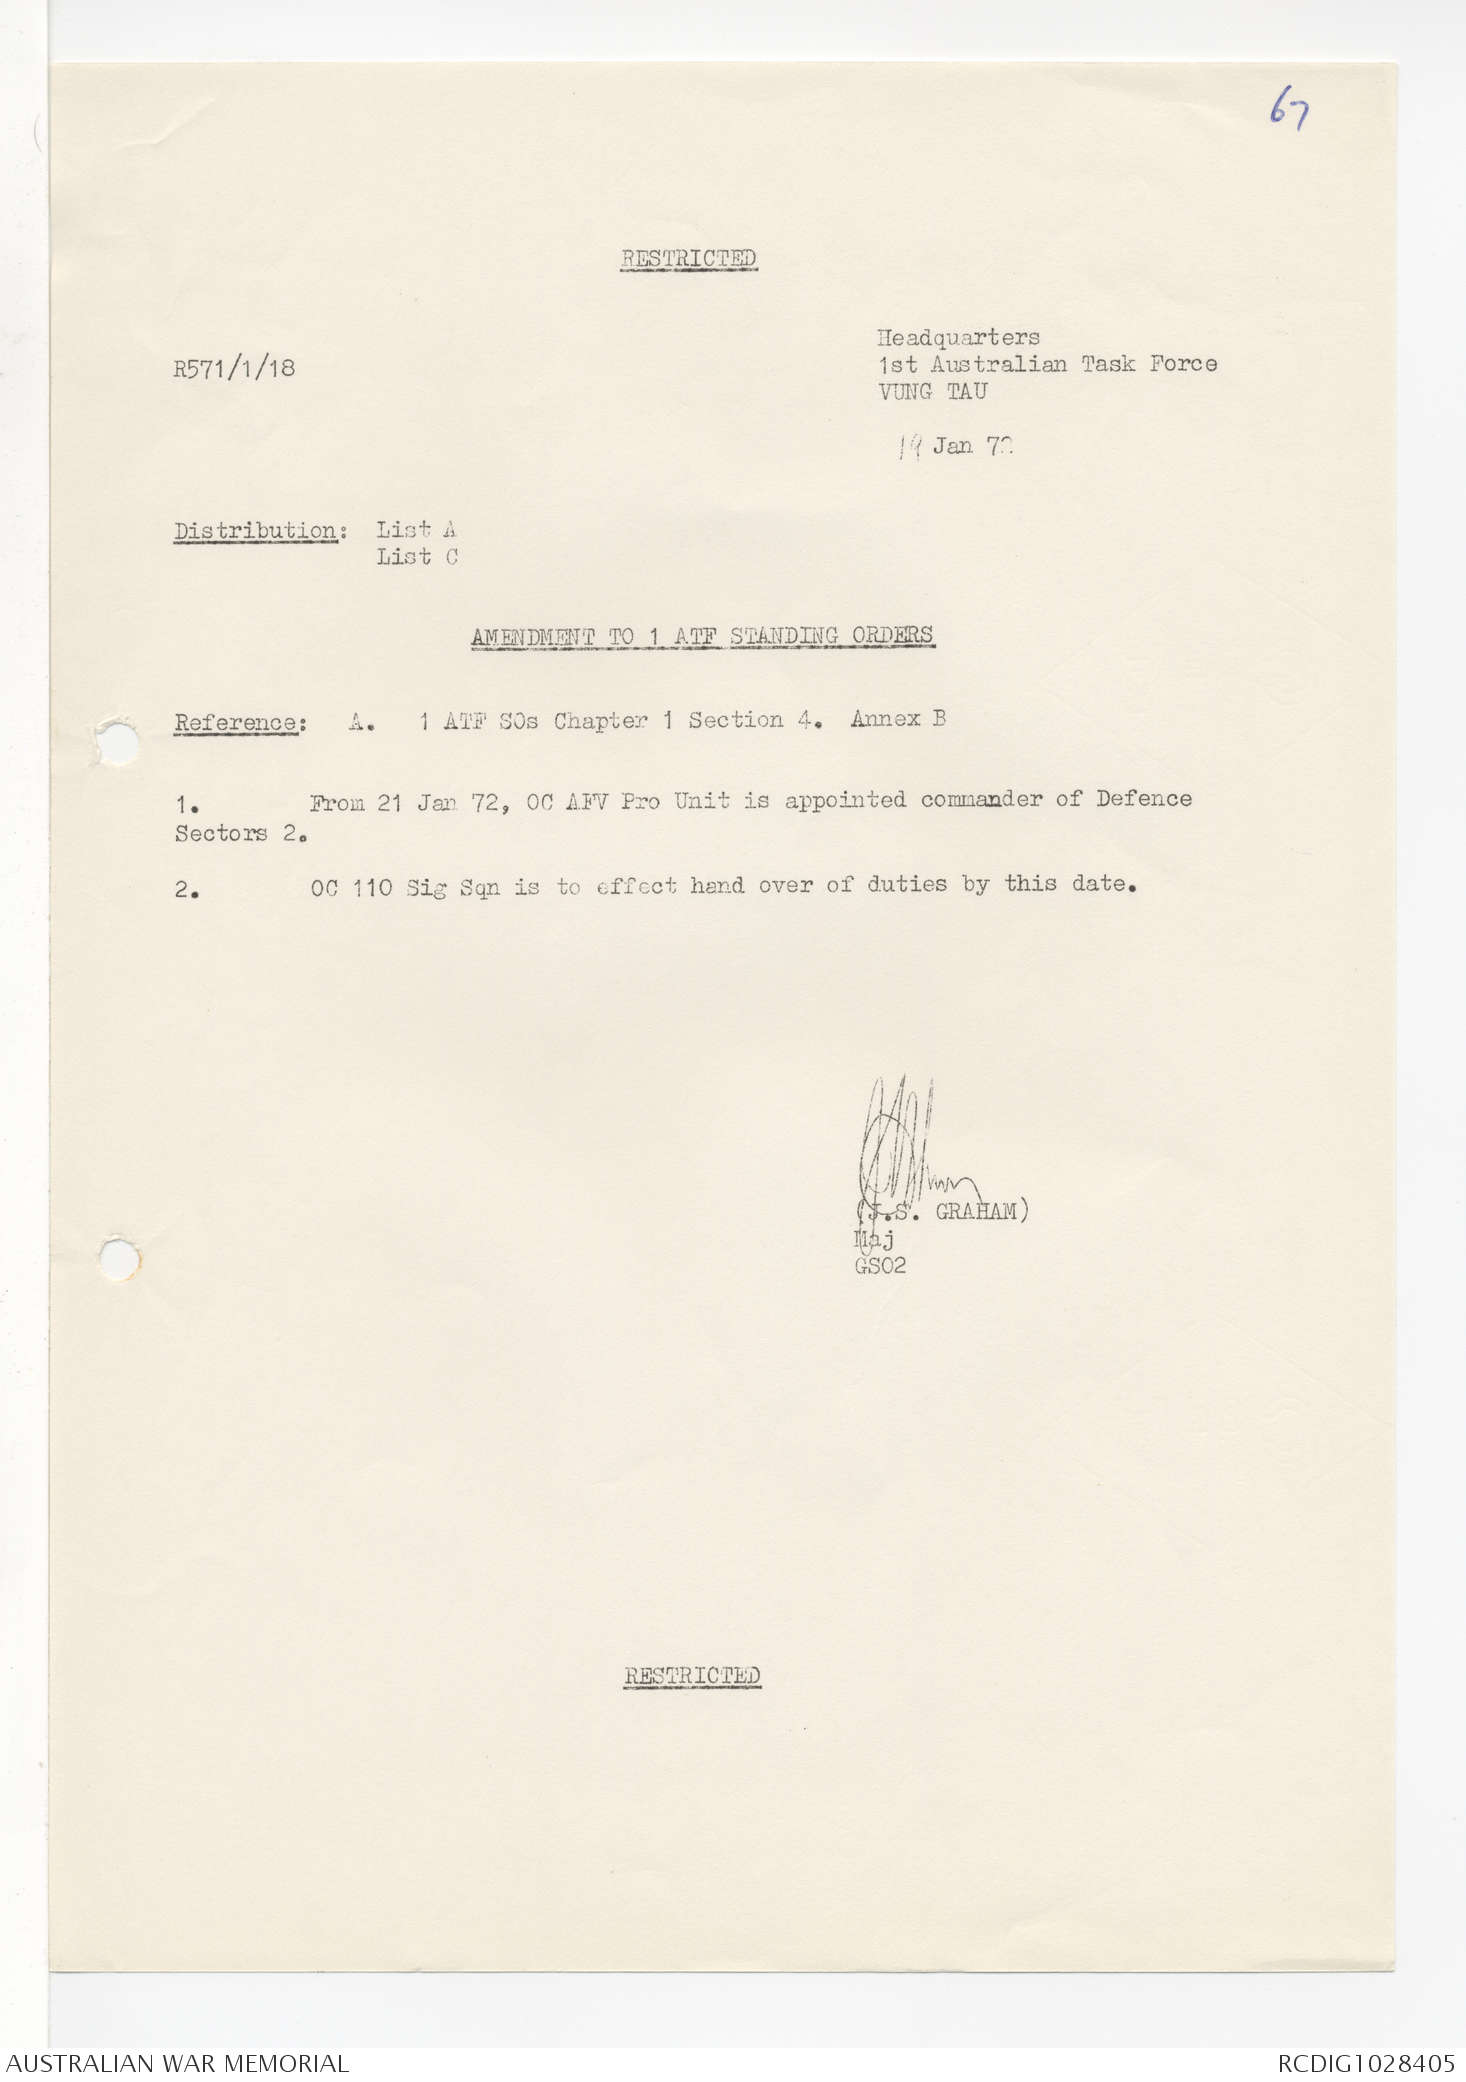 67
RESTRICTED
Headquarters
R571/1/18
1st Australian Task Force
VUNG TAU
19 Jan 72
Distribution: List A
List C
AMENDMENT TO 1 ATF STANDING ORDERS
Reference: A. 1 ATF SOs Chapter 1 Section 4. Annex B
1. From 21 Jan 72, OC AFV Pro Unit is appointed commander of Defence
Sectors 2.
2. OC 110 Sig Sqn is to effect hand over of duties by this date.
(J.S. GRAHAM)
Maj
GSO2
RESTRICTED
AUSTRALIAN WAR MEMORIAL
RCDIG1028405